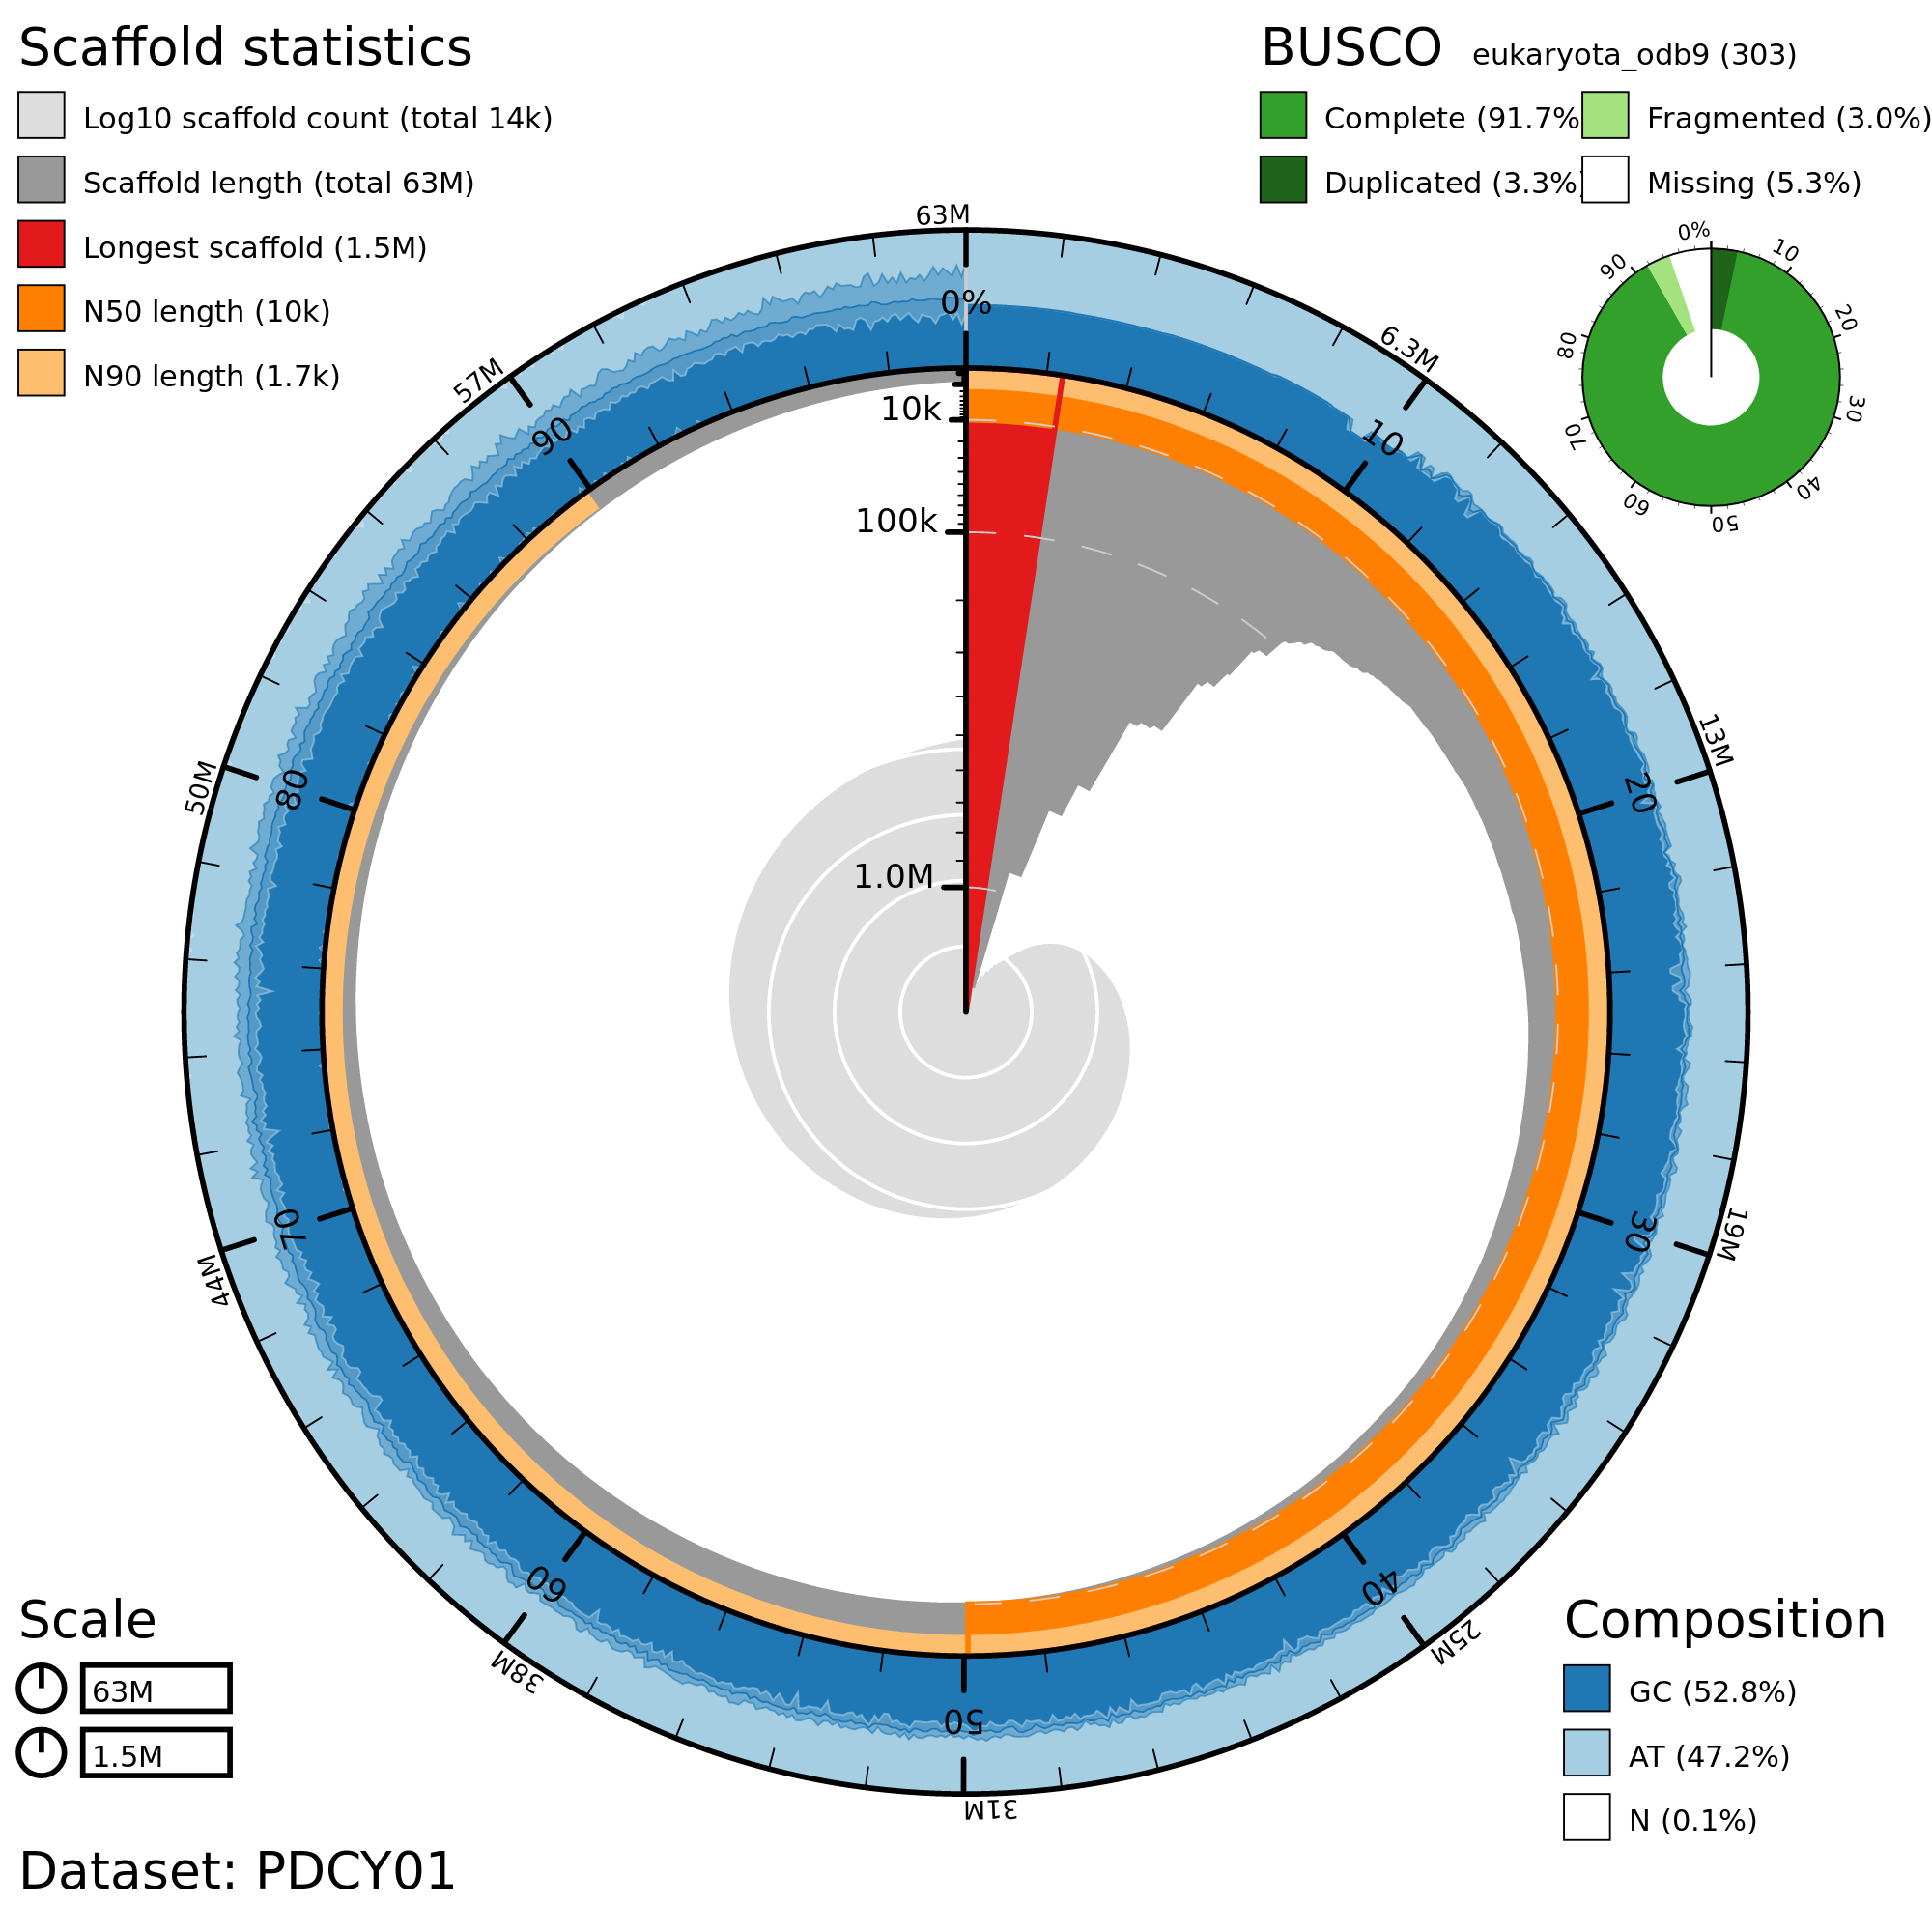 Scaffold statistics
Log10 scaffold count (total 14k)
Scaffold length (total 63M)
Longest scaffold (1.5M)
N50 length (10k)
N90 length (1.7k)
BUSCO eukaryota_odb9 (303)
Complete (91.7%
Fragmented (3.0%)
Duplicated (3.3%)
Missing (5.3%)
0%
10
20
30
40
50
60
70
80
90
63M
6.3M
13M
19M
25M
31M
38M
44M
50M
57M
0%
10
20
30
40
50
60
70
80
90
10k
100k
1.0M
Scale
63M
1.5M
Composition
GC (52.8%)
AT (47.2%)
N (0.1%)
Dataset: PDCY01